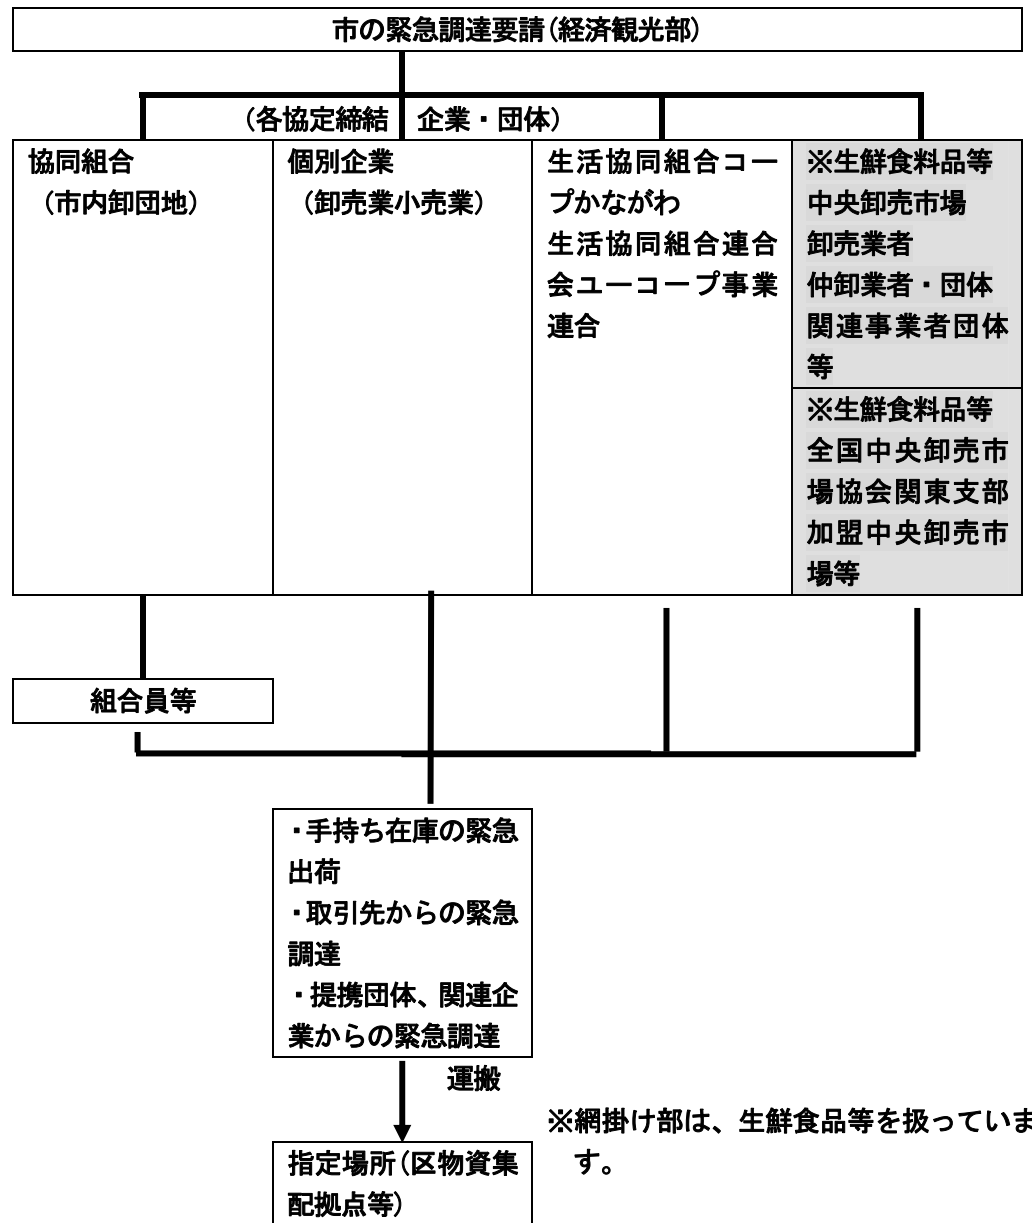 市の緊急調達要請（経済観光部）
（各協定締結　企業・団体）
協同組合
（市内卸団地）
個別企業
（卸売業小売業）
生活協同組合コー
プかながわ
生活協同組合連合
会ユーコープ事業
連合
※生鮮食料品等
中央卸売市場
卸売業者
仲卸業者・団体
関連事業者団体
等
※生鮮食料品等
全国中央卸売市
場協会関東支部
加盟中央卸売市
場等
組合員等
・手持ち在庫の緊急
出荷
・取引先からの緊急
調達
・提携団体、関連企
業からの緊急調達
運搬
※網掛け部は、生鮮食品等を扱っていま
す。
指定場所（区物資集
配拠点等）